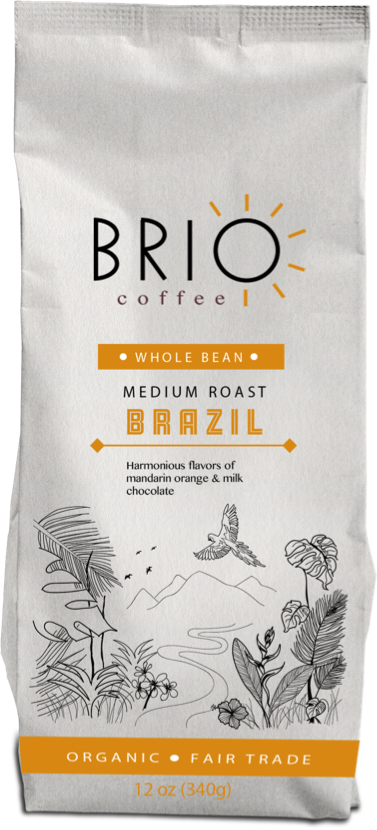 BRIO
coffee
• WHOLE BEAN •
MEDIUM ROAST
BRAZIL
Harmonious flavors of
mandarin orange & milk
chocolate
ORGANIC • FAIR TRADE
12 oz (340g)